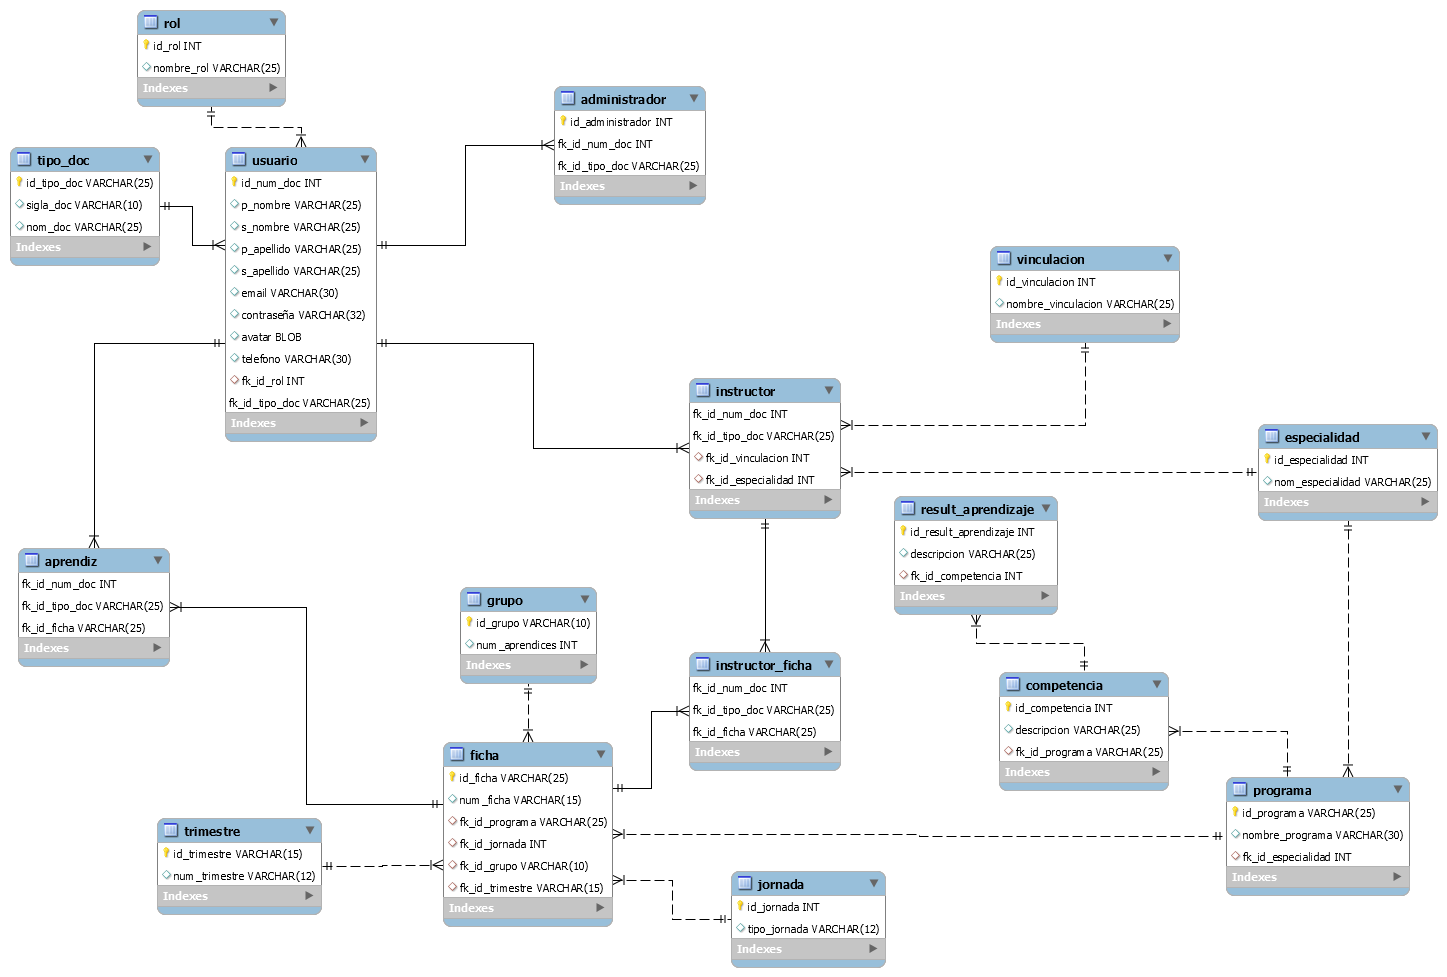 rol
id_rol INT
nombre_rol VARCHAR(25)
Indexes
administrador
id_administrador INT
fk_id_num_doc INT
fk_id_tipo_doc VARCHAR(25)
Indexes
tipo_doc
id_tipo_doc VARCHAR(25)
sigla_doc VARCHAR(10)
nom_doc VARCHAR(25)
Indexes
usuario
id_num_doc INT
p_nombre VARCHAR(25)
s_nombre VARCHAR(25)
p_apellido VARCHAR(25)
s_apellido VARCHAR(25)
email VARCHAR(30)
contraseña VARCHAR(32)
avatar BLOB
telefono VARCHAR(30)
fk_id_rol INT
fk_id_tipo_doc VARCHAR(25)
Indexes
vinculacion
id_vinculacion INT
nombre_vinculacion VARCHAR(25)
Indexes
instructor
fk_id_num_doc INT
fk_id_tipo_doc VARCHAR(25)
fk_id_vinculacion INT
fk_id_especialidad INT
Indexes
especialidad
id_especialidad INT
nom_especialidad VARCHAR(25)
Indexes
result_aprendizaje
id_result_aprendizaje INT
descripcion VARCHAR(25)
fk_id_competencia INT
Indexes
aprendiz
fk_id_num_doc INT
fk_id_tipo_doc VARCHAR(25)
fk_id_ficha VARCHAR(25)
Indexes
grupo
id_grupo VARCHAR(10)
num_aprendices INT
Indexes
instructor_ficha
fk_id_num_doc INT
fk_id_tipo_doc VARCHAR(25)
fk_id_ficha VARCHAR(25)
Indexes
competencia
id_competencia INT
descripcion VARCHAR(25)
fk_id_programa VARCHAR(25)
Indexes
ficha
id_ficha VARCHAR(25)
num_ficha VARCHAR(15)
fk_id_programa VARCHAR(25)
fk_id_jornada INT
fk_id_grupo VARCHAR(10)
fk_id_trimestre VARCHAR(15)
Indexes
programa
id_programa VARCHAR(25)
nombre_programa VARCHAR(30)
fk_id_especialidad INT
Indexes
trimestre
id_trimestre VARCHAR(15)
num_trimestre VARCHAR(12)
Indexes
jornada
id_jornada INT
tipo_jornada VARCHAR(12)
Indexes